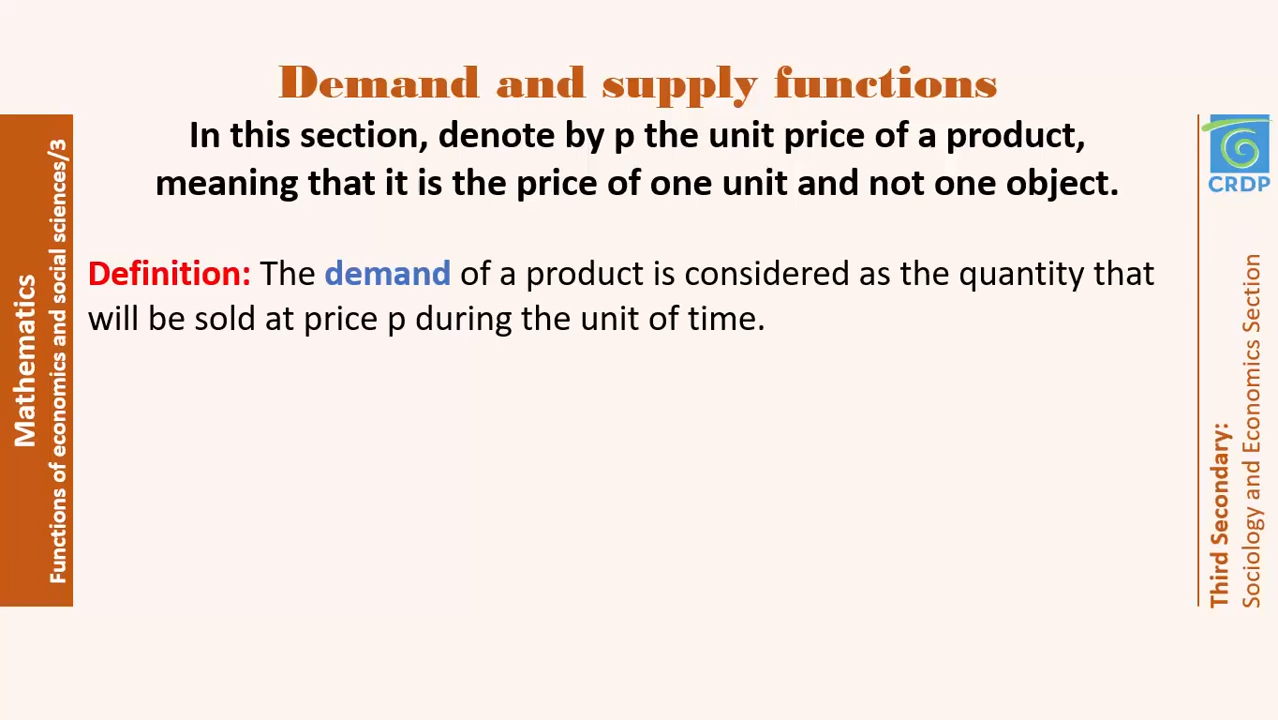 Demand and supply functions
In this section, denote by p the unit price of a product,
meaning that it is the price of one unit and not one object.
Definition: The demand of a product is considered as the quantity that
will be sold at price p during the unit of time.
Mathematics
Functions of economics and social sciences/3
CRDP
Third Secondary:
Sociology and Economics Section